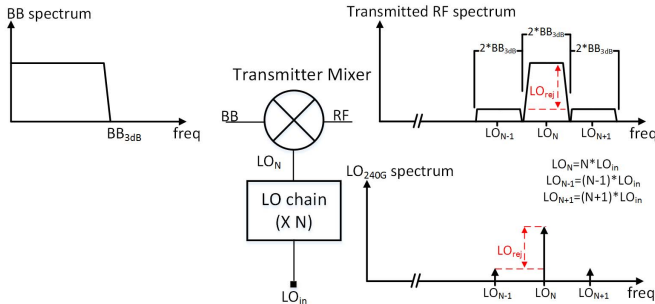 BB spectrum
BB3dB
freq
Transmitter Mixer
BB
RF
LON
LO chain
(X N)
LOin
Transmitted RF spectrum
2*BB3dB
2*BB3dB
2*BB3dB
LOrej
LON-1
LON
LON+1
freq
LON=N*LOin
LON-1=(N-1)*LOin
LON+1=(N+1)*LOin
LO240G spectrum
LOrej
LON-1
LON
LON+1
freq